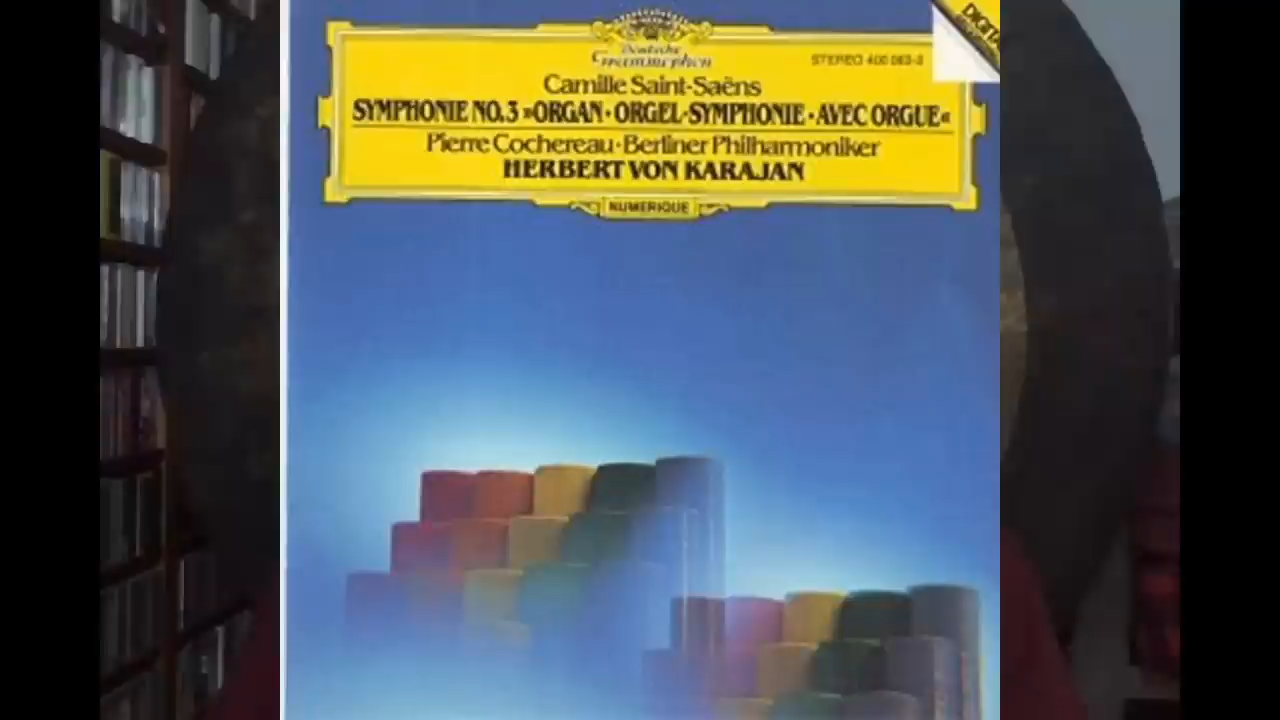 DIGITAL
Deutsche
Grammophon
STEREO 400 063-2
Camille Saint-Saëns
SYMPHONIE NO. 3 »ORGAN · ORGEL-SYMPHONIE · AVEC ORGUE«
Pierre Cochereau · Berliner Philharmoniker
HERBERT VON KARAJAN
NUMERIQUE